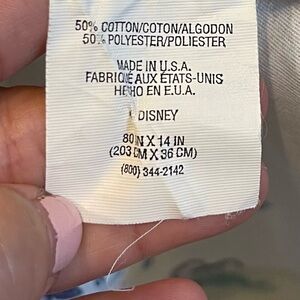 50% COTTON/COTON/ALGODON
50% POLYESTER/POLIESTER
MADE IN U.S.A.
FABRIQÉ AUX ÉTATS-UNIS
HECHO EN E.U.A.
DISNEY
80 IN X 14 IN
(203 CM X 36 CM)
(800) 344-2142